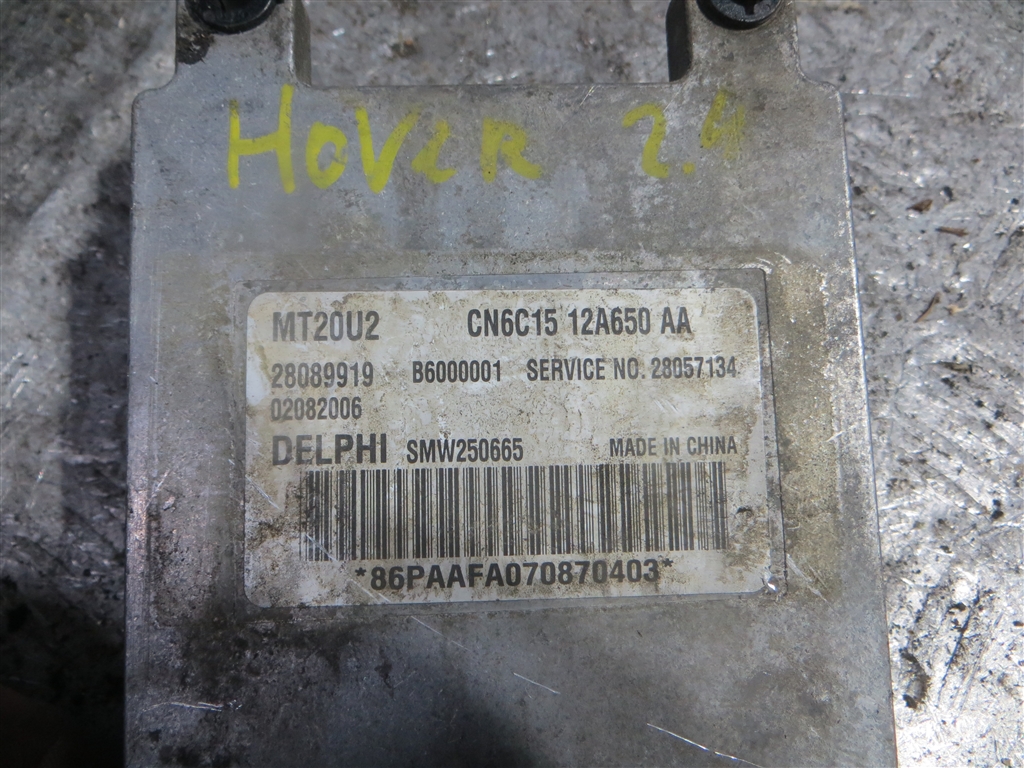 HOVER 2.4
MT20U2 CN6C15 12A650 AA
28089919 B6000001 SERVICE NO. 28057134
02082006
DELPHI SMW250665 MADE IN CHINA
*86PAAFA070870403*